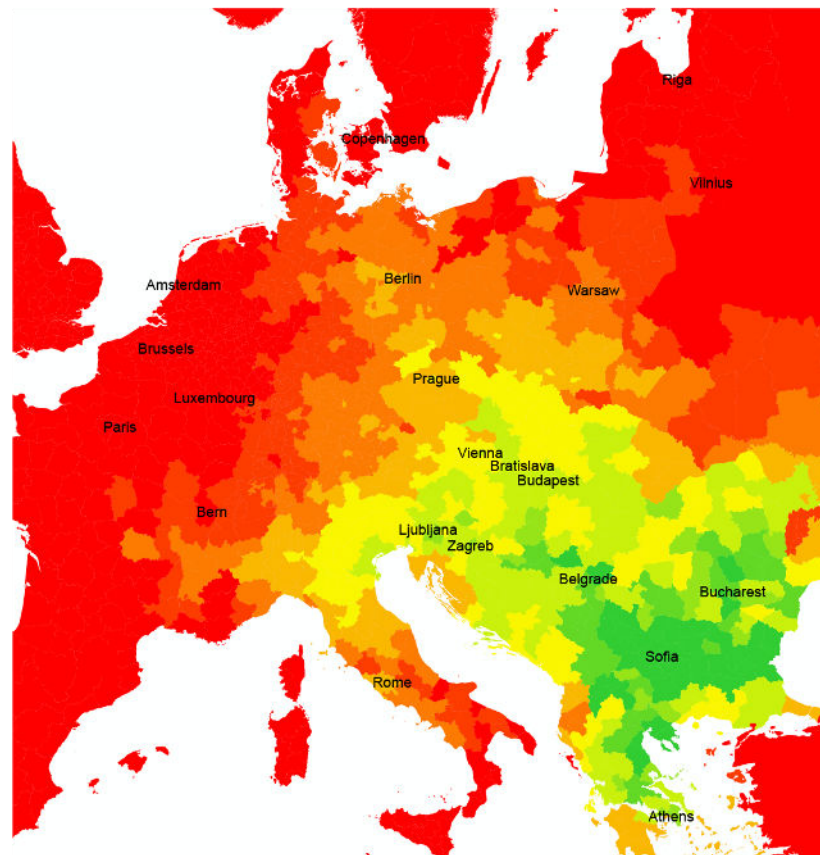 Riga
Copenhagen
Vilnius
Berlin
Amsterdam
Warsaw
Brussels
Prague
Luxembourg
Paris
Vienna
Bratislava
Budapest
Bern
Ljubljana
Zagreb
Belgrade
Bucharest
Sofia
Rome
Athens